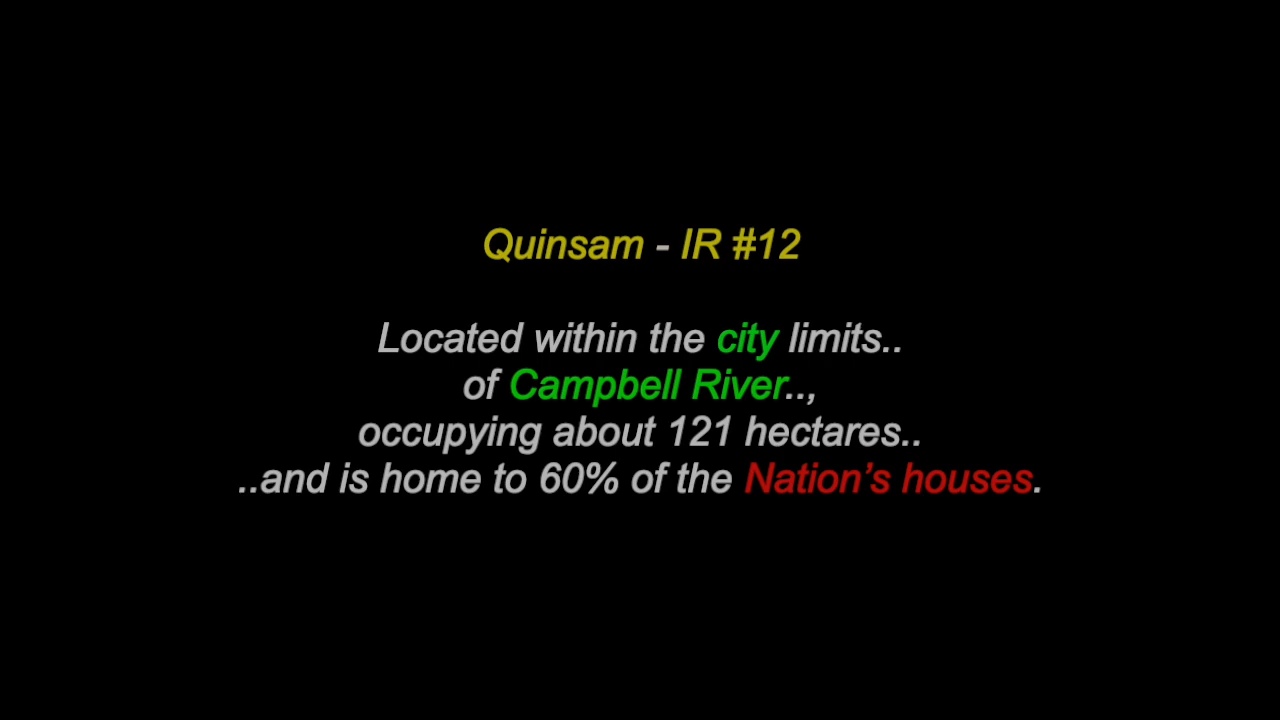 Quinsam - IR #12
Located within the city limits..
of Campbell River..,
occupying about 121 hectares..
..and is home to 60% of the Nation’s houses.